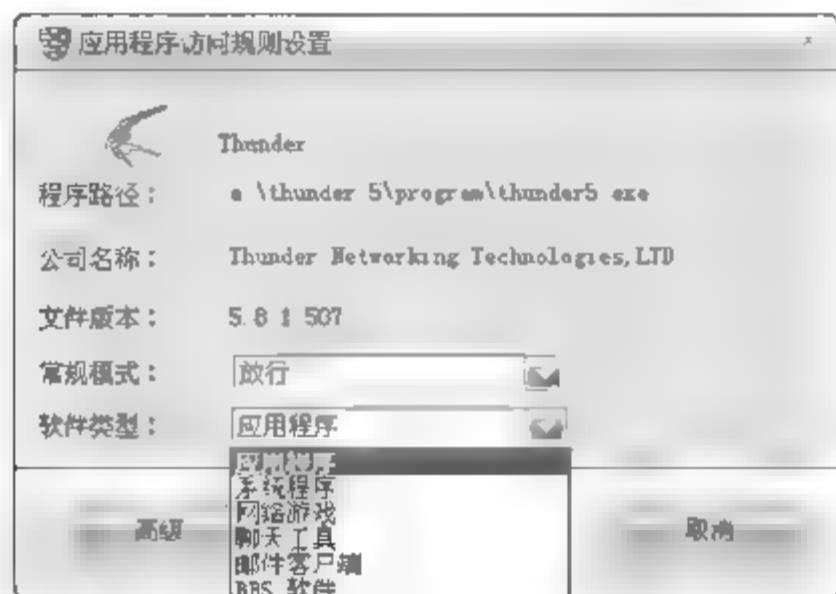 应用程序访问规则设置
Thunder
程序路径： e \thunder 5\program\thunder5 exe
公司名称： Thunder Networking Technologies,LTD
文件版本： 5.8 1 507
常规模式： 放行
软件类型： 应用程序
应用程序
系统程序
网络游戏
高级 聊天工具 取消
邮件客户端
BBS 软件